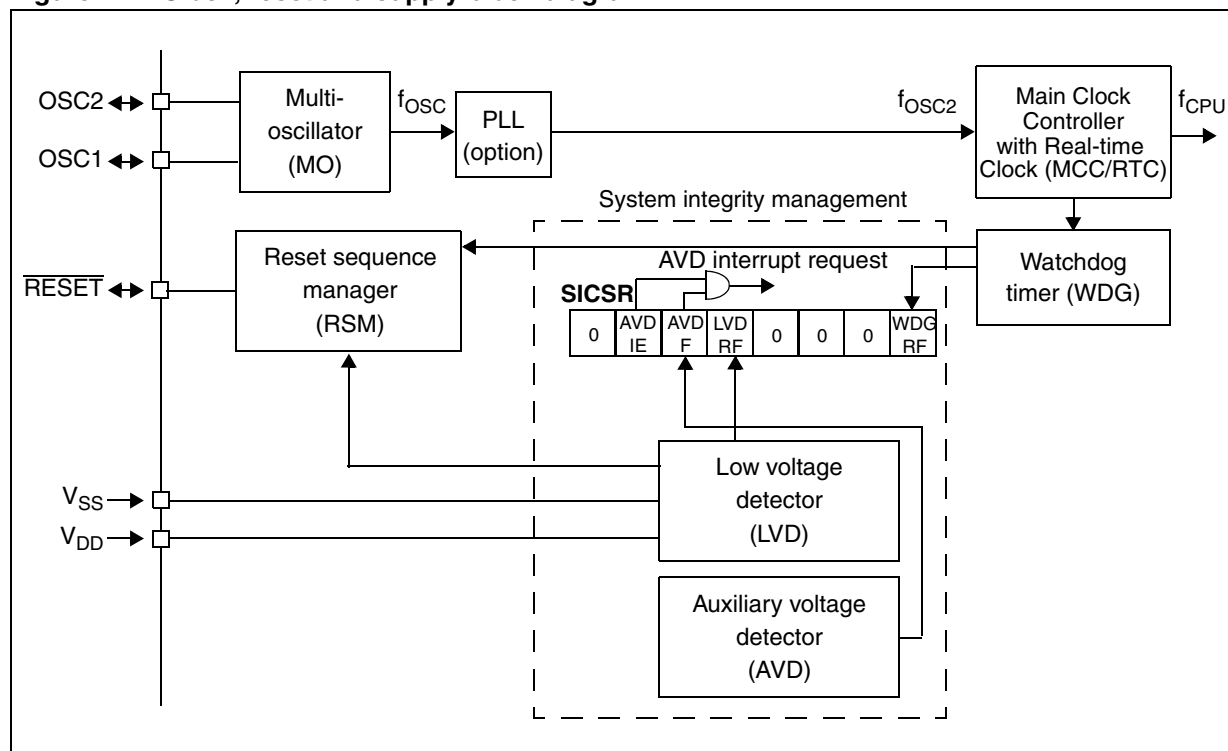 OSC2
OSC1
Multi-
oscillator
(MO)
fOSC
PLL
(option)
fOSC2
Main Clock
Controller
with Real-time
Clock (MCC/RTC)
fCPU
System integrity management
RESET
Reset sequence
manager
(RSM)
AVD interrupt request
SICSR
0
AVD
IE
AVD
F
LVD
RF
0
0
0
WDG
RF
Watchdog
timer (WDG)
VSS
VDD
Low voltage
detector
(LVD)
Auxiliary voltage
detector
(AVD)